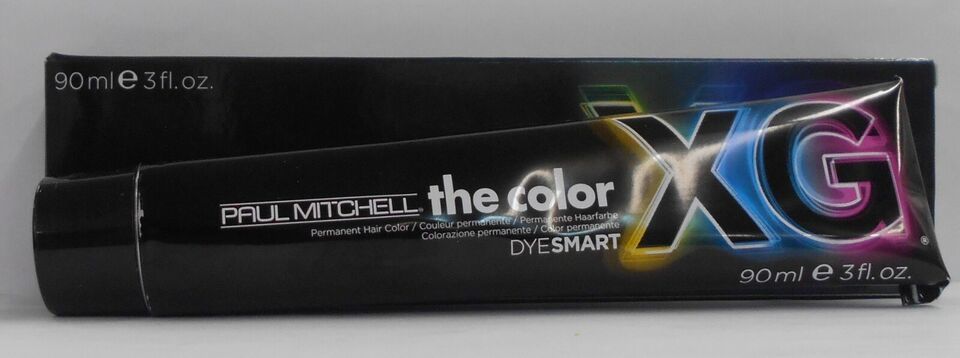 90ml e 3fl.oz.
XG®
PAUL MITCHELL® the color
Permanent Hair Color / Couleur permanente / Permanente Haarfarbe
Colorazione permanente / Color permanente
DYESMART
90ml e 3fl.oz.